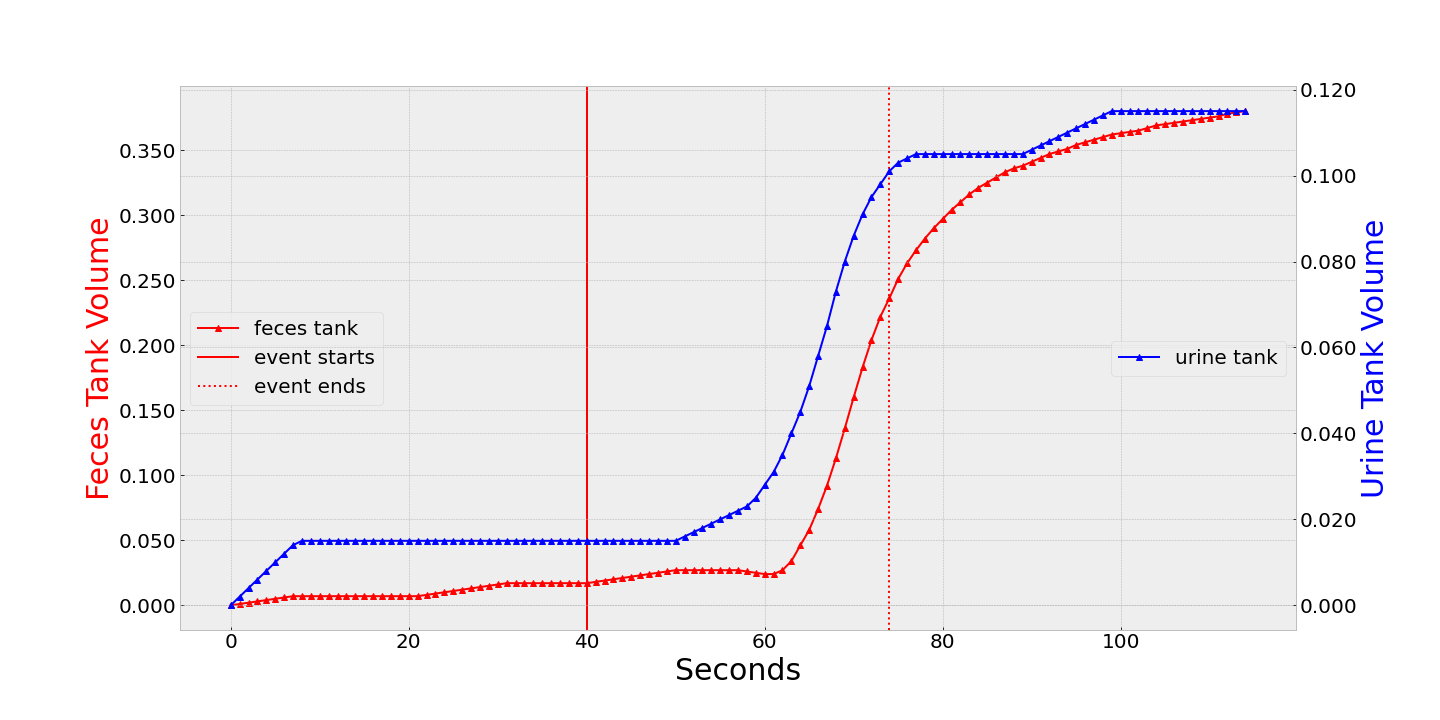 Feces Tank Volume
0.350
0.300
0.250
0.200
0.150
0.100
0.050
0.000
feces tank
event starts
event ends
urine tank
0.120
0.100
0.080
0.060
0.040
0.020
0.000
Urine Tank Volume
0 20 40 60 80 100
Seconds